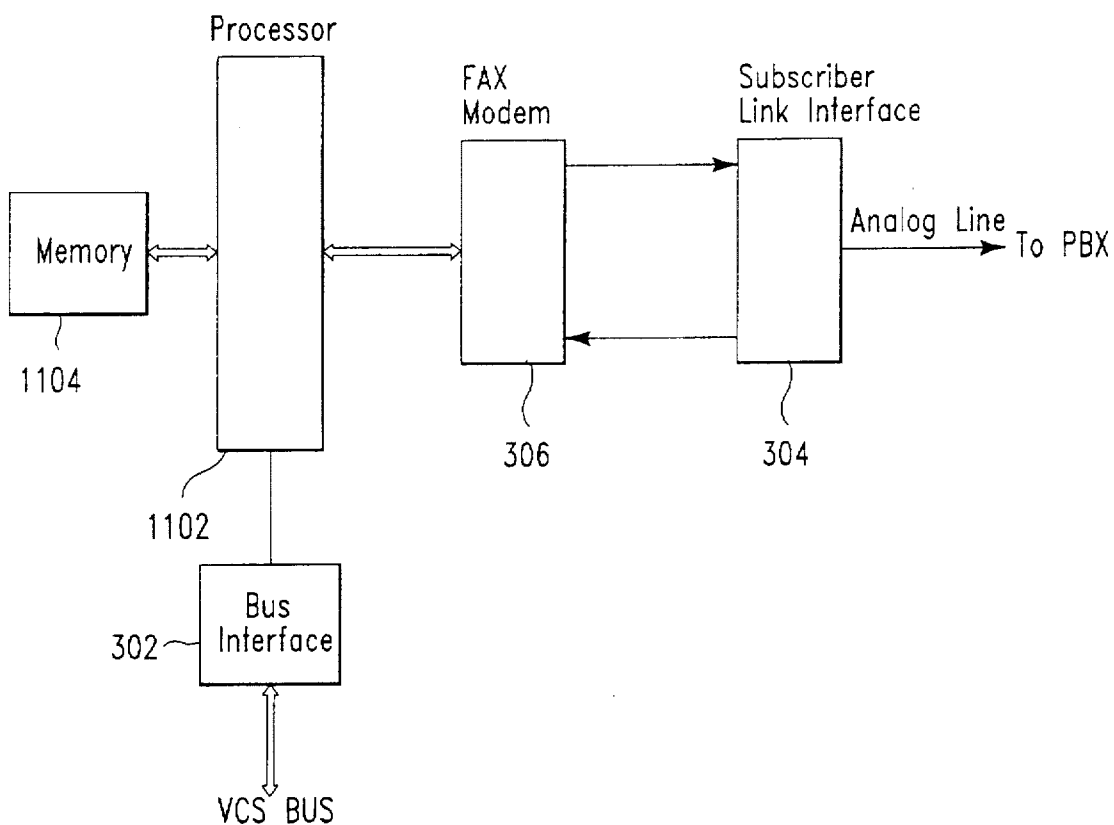 Processor
FAX
Modem
Subscriber
Link Interface
Memory
Analog Line
To PBX
1104
306
304
1102
Bus
Interface
302
VCS BUS